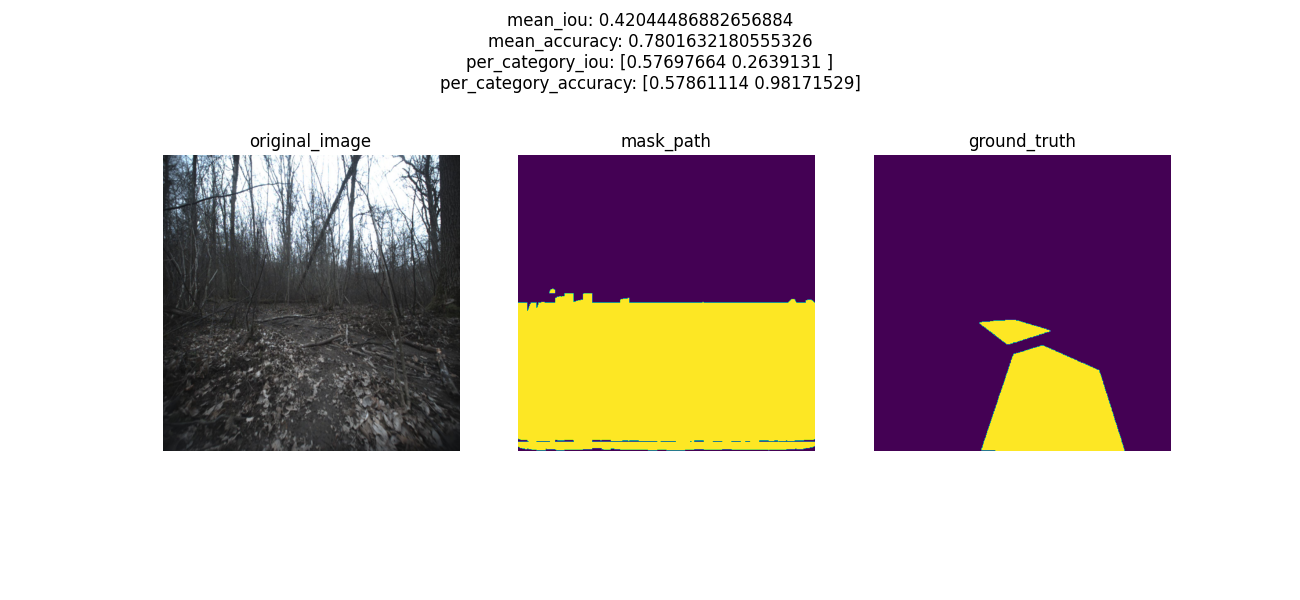 mean_iou: 0.42044486882656884
mean_accuracy: 0.7801632180555326
per_category_iou: [0.57697664 0.2639131 ]
per_category_accuracy: [0.57861114 0.98171529]
original_image
mask_path
ground_truth